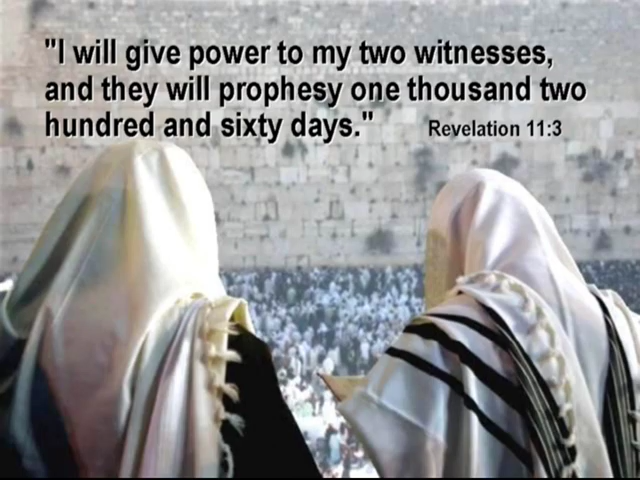 "I will give power to my two witnesses,
and they will prophesy one thousand two
hundred and sixty days." Revelation 11:3